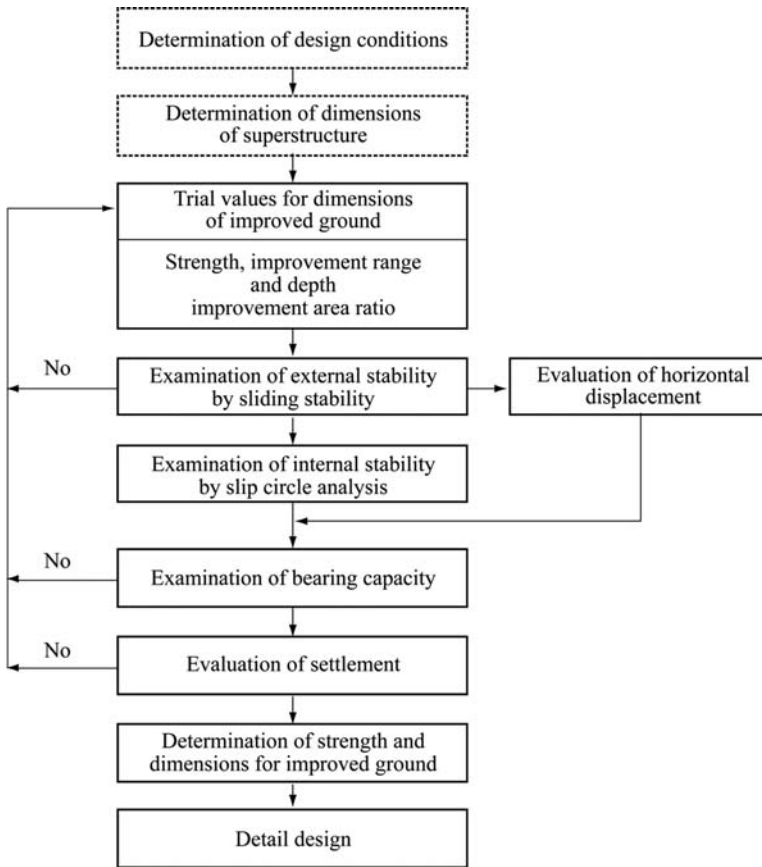 Determination of design conditions
Determination of dimensions
of superstructure
Trial values for dimensions
of improved ground
Strength, improvement range
and depth
improvement area ratio
No
Examination of external stability
by sliding stability
Evaluation of horizontal
displacement
Examination of internal stability
by slip circle analysis
No
Examination of bearing capacity
No
Evaluation of settlement
Determination of strength and
dimensions for improved ground
Detail design